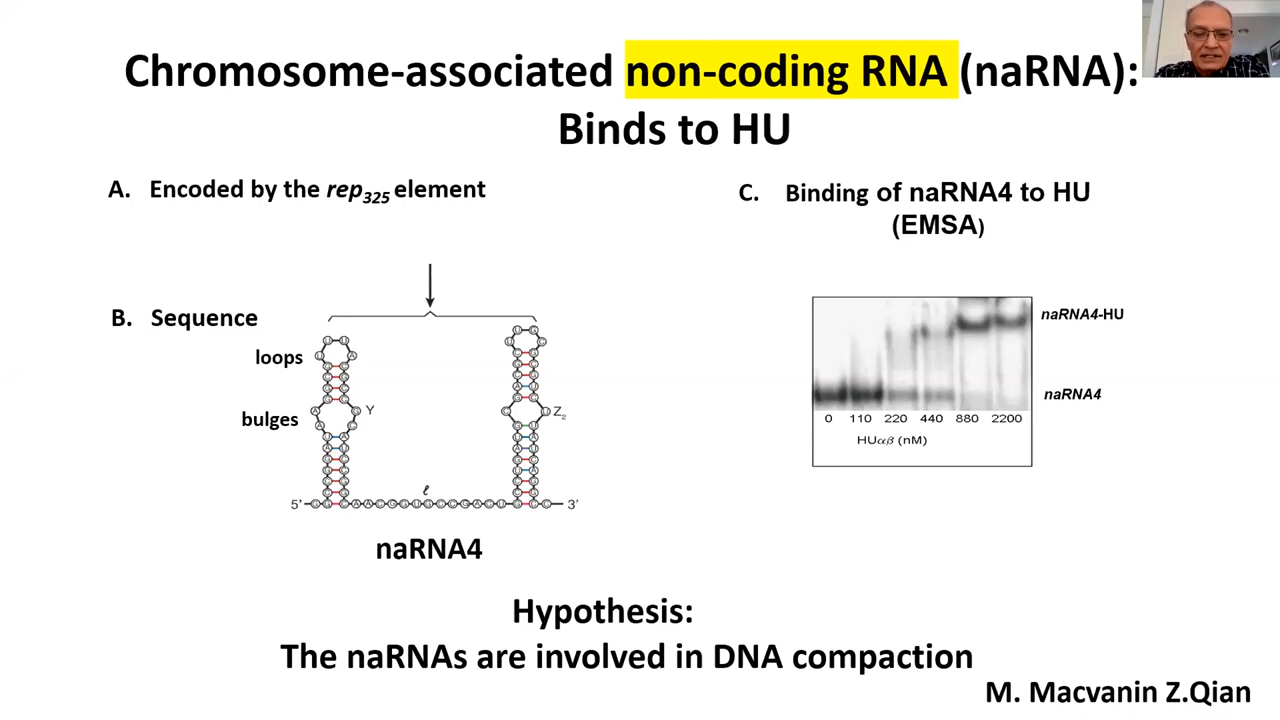 Chromosome-associated non-coding RNA (naRNA):
Binds to HU
A. Encoded by the rep325 element
B. Sequence
loops
bulges
Y
Z2
ℓ
5'
3'
naRNA4
C. Binding of naRNA4 to HU
(EMSA)
naRNA4-HU
naRNA4
0 110 220 440 880 2200
HUαβ (nM)
Hypothesis:
The naRNAs are involved in DNA compaction
M. Macvanin Z.Qian